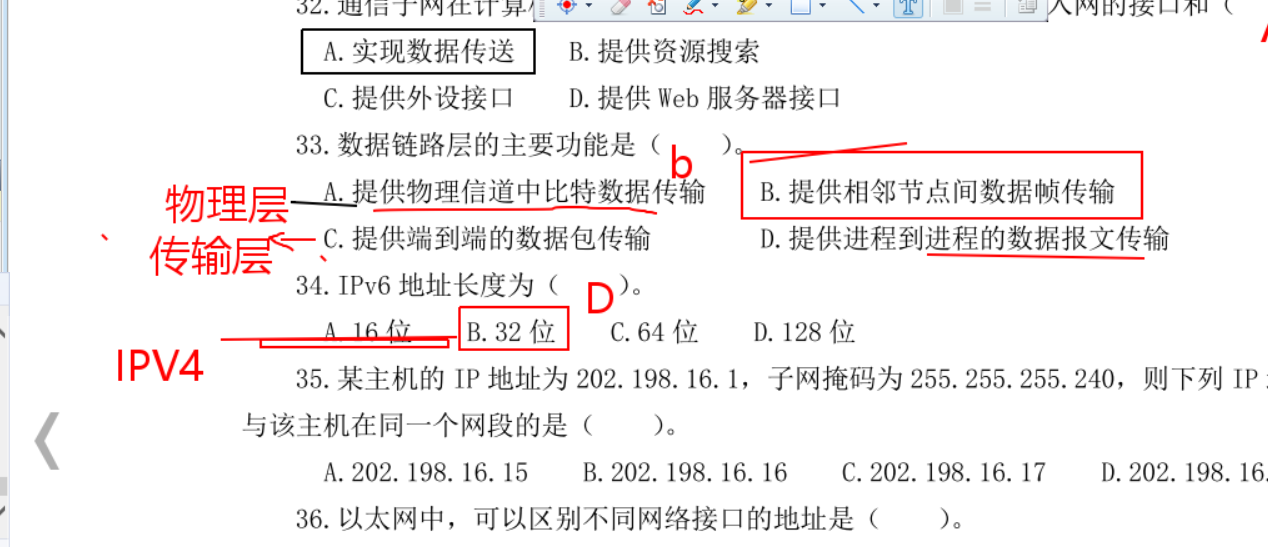 32.通信子网在计算
入网的接口和（
A.实现数据传送 B.提供资源搜索
C.提供外设接口 D.提供 Web 服务器接口
33.数据链路层的主要功能是（ ）。
b
物理层
A.提供物理信道中比特数据传输 B.提供相邻节点间数据帧传输
传输层
C.提供端到端的数据包传输 D.提供进程到进程的数据报文传输
34.IPv6 地址长度为（ ）。
D
A.16 位 B.32 位 C.64 位 D.128 位
IPV4
35.某主机的 IP 地址为 202.198.16.1，子网掩码为 255.255.255.240，则下列 IP
与该主机在同一个网段的是（ ）。
A.202.198.16.15 B.202.198.16.16 C.202.198.16.17 D.202.198.16.
36.以太网中，可以区别不同网络接口的地址是（ ）。